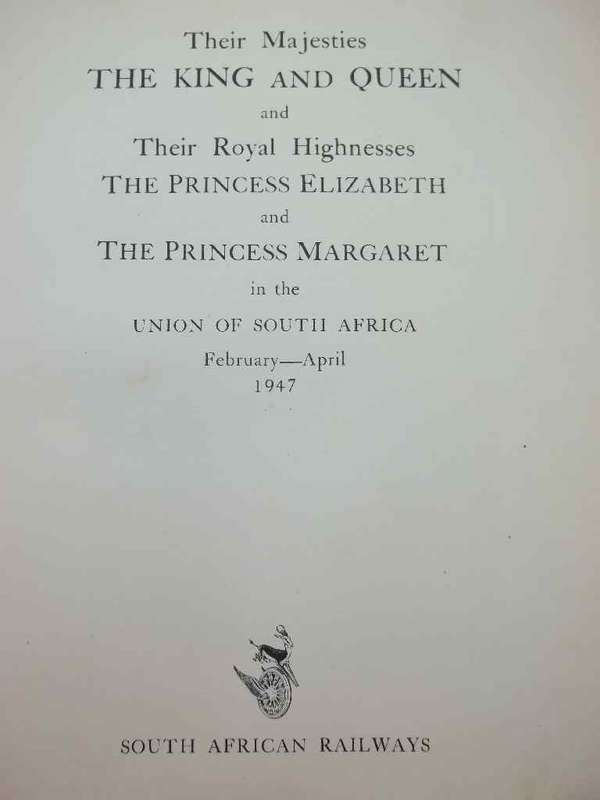 Their Majesties
THE KING AND QUEEN
and
Their Royal Highnesses
THE PRINCESS ELIZABETH
and
THE PRINCESS MARGARET
in the
UNION OF SOUTH AFRICA
February—April
1947
SOUTH AFRICAN RAILWAYS